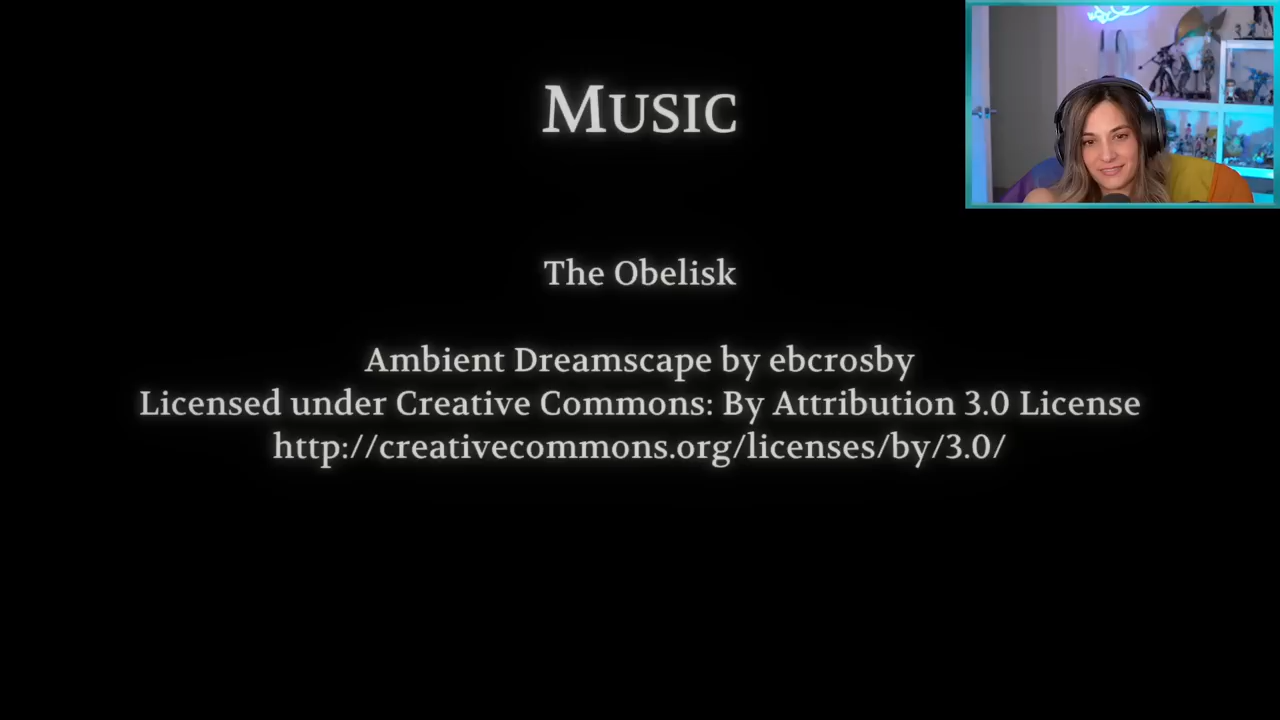 Music
The Obelisk
Ambient Dreamscape by ebcrosby
Licensed under Creative Commons: By Attribution 3.0 License
http://creativecommons.org/licenses/by/3.0/